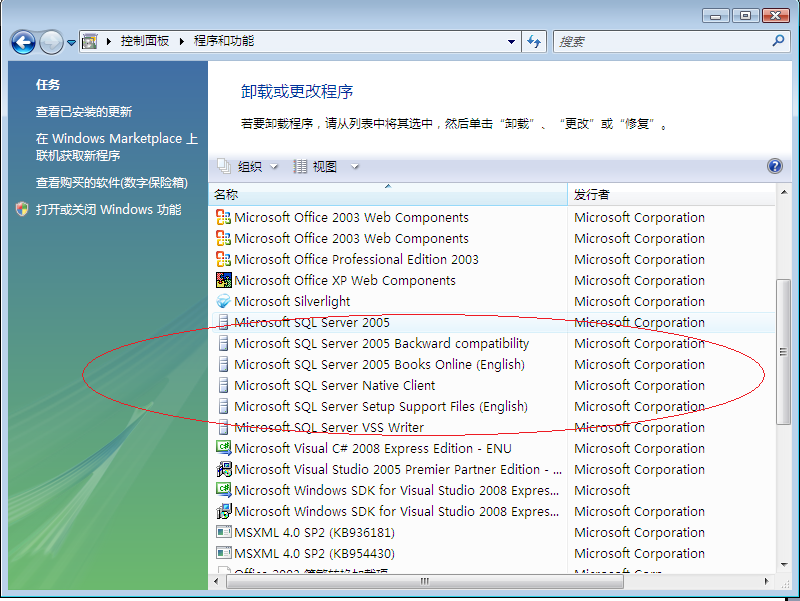 控制面板 程序和功能
搜索
任务
查看已安装的更新
在 Windows Marketplace 上
联机获取新程序
查看购买的软件(数字保险箱)
打开或关闭 Windows 功能
卸载或更改程序
若要卸载程序，请从列表中将其选中，然后单击“卸载”、“更改”或“修复”。
组织 视图
名称 发行者
Microsoft Office 2003 Web Components Microsoft Corporation
Microsoft Office 2003 Web Components Microsoft Corporation
Microsoft Office Professional Edition 2003 Microsoft Corporation
Microsoft Office XP Web Components Microsoft Corporation
Microsoft Silverlight Microsoft Corporation
Microsoft SQL Server 2005 Microsoft Corporation
Microsoft SQL Server 2005 Backward compatibility Microsoft Corporation
Microsoft SQL Server 2005 Books Online (English) Microsoft Corporation
Microsoft SQL Server Native Client Microsoft Corporation
Microsoft SQL Server Setup Support Files (English) Microsoft Corporation
Microsoft SQL Server VSS Writer Microsoft Corporation
Microsoft Visual C# 2008 Express Edition - ENU Microsoft Corporation
Microsoft Visual Studio 2005 Premier Partner Edition - ... Microsoft Corporation
Microsoft Windows SDK for Visual Studio 2008 Expres... Microsoft
Microsoft Windows SDK for Visual Studio 2008 Expres... Microsoft Corporation
MSXML 4.0 SP2 (KB936181) Microsoft Corporation
MSXML 4.0 SP2 (KB954430) Microsoft Corporation